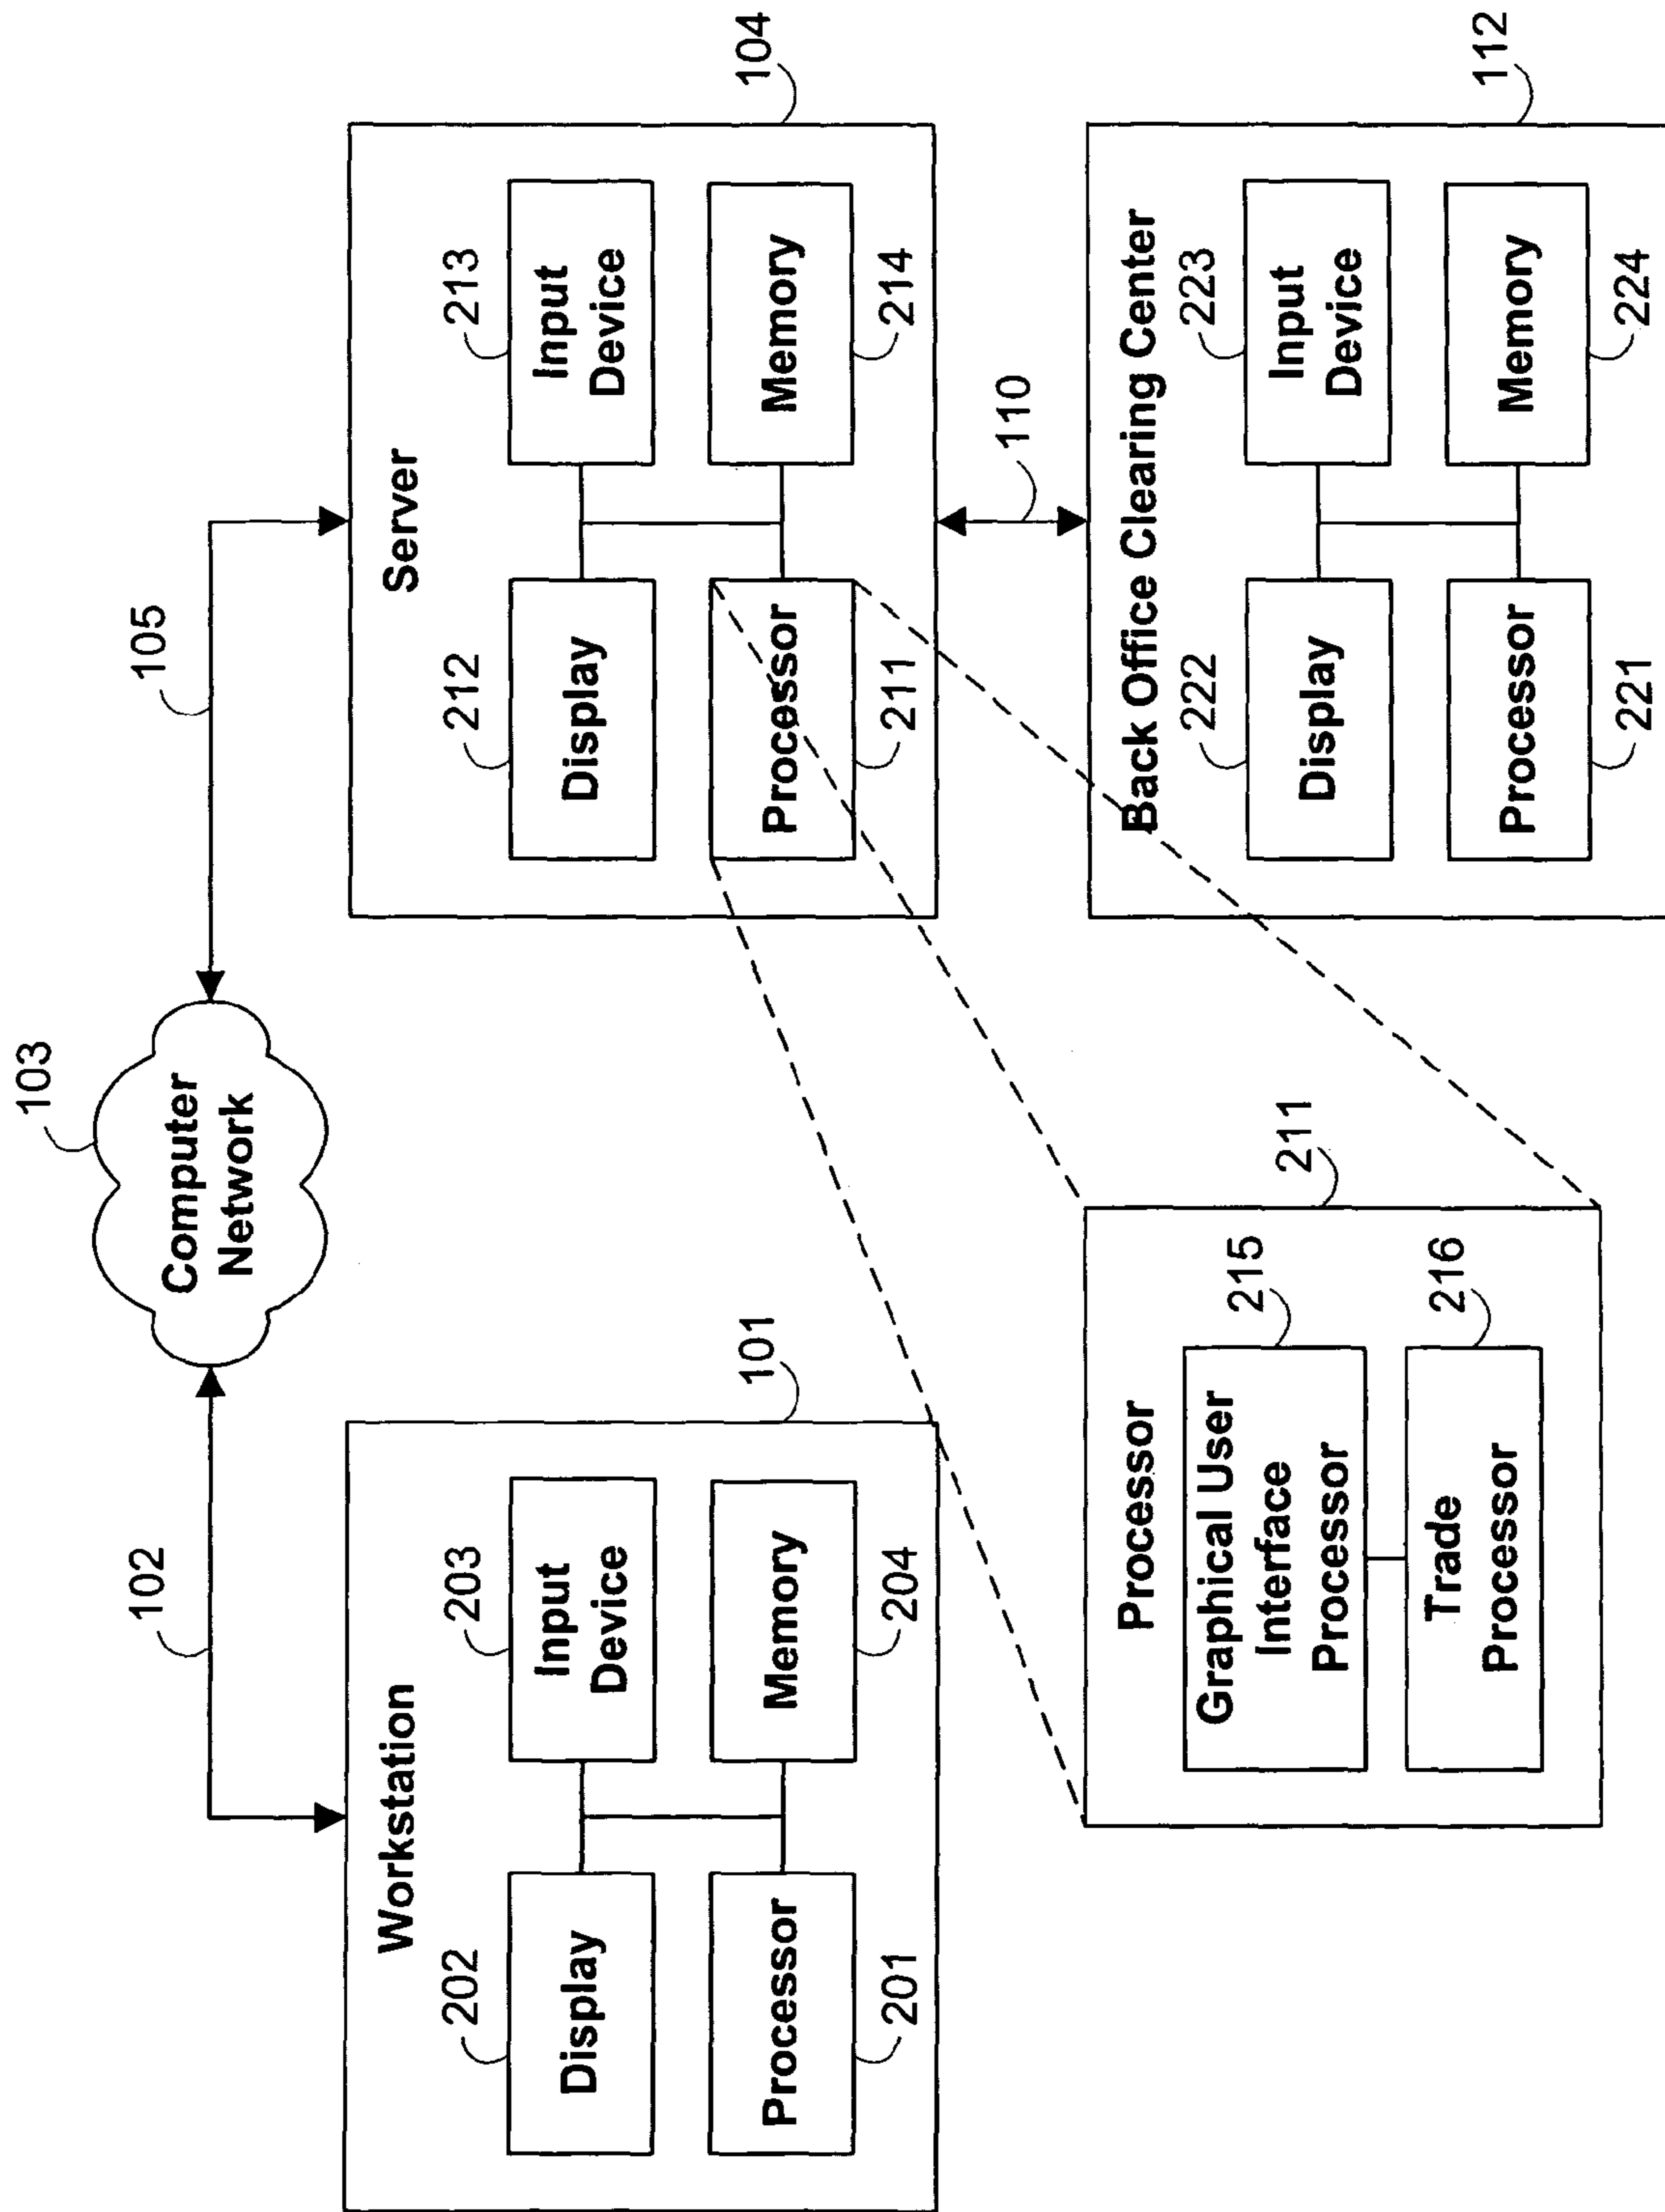 103
Computer
Network
102
105
Workstation
101
202
Display
203
Input
Device
Processor
201
Memory
204
Server
104
212
Display
213
Input
Device
Processor
211
Memory
214
110
Processor
211
Graphical User
Interface
Processor
215
Trade
Processor
216
Back Office Clearing Center
112
222
Display
223
Input
Device
Processor
221
Memory
224